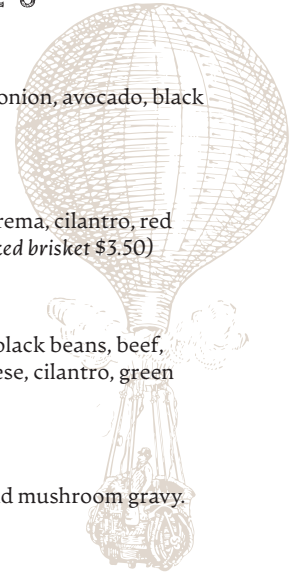 onion, avocado, black
rema, cilantro, red
ked brisket $3.50)
black beans, beef,
ese, cilantro, green
d mushroom gravy.